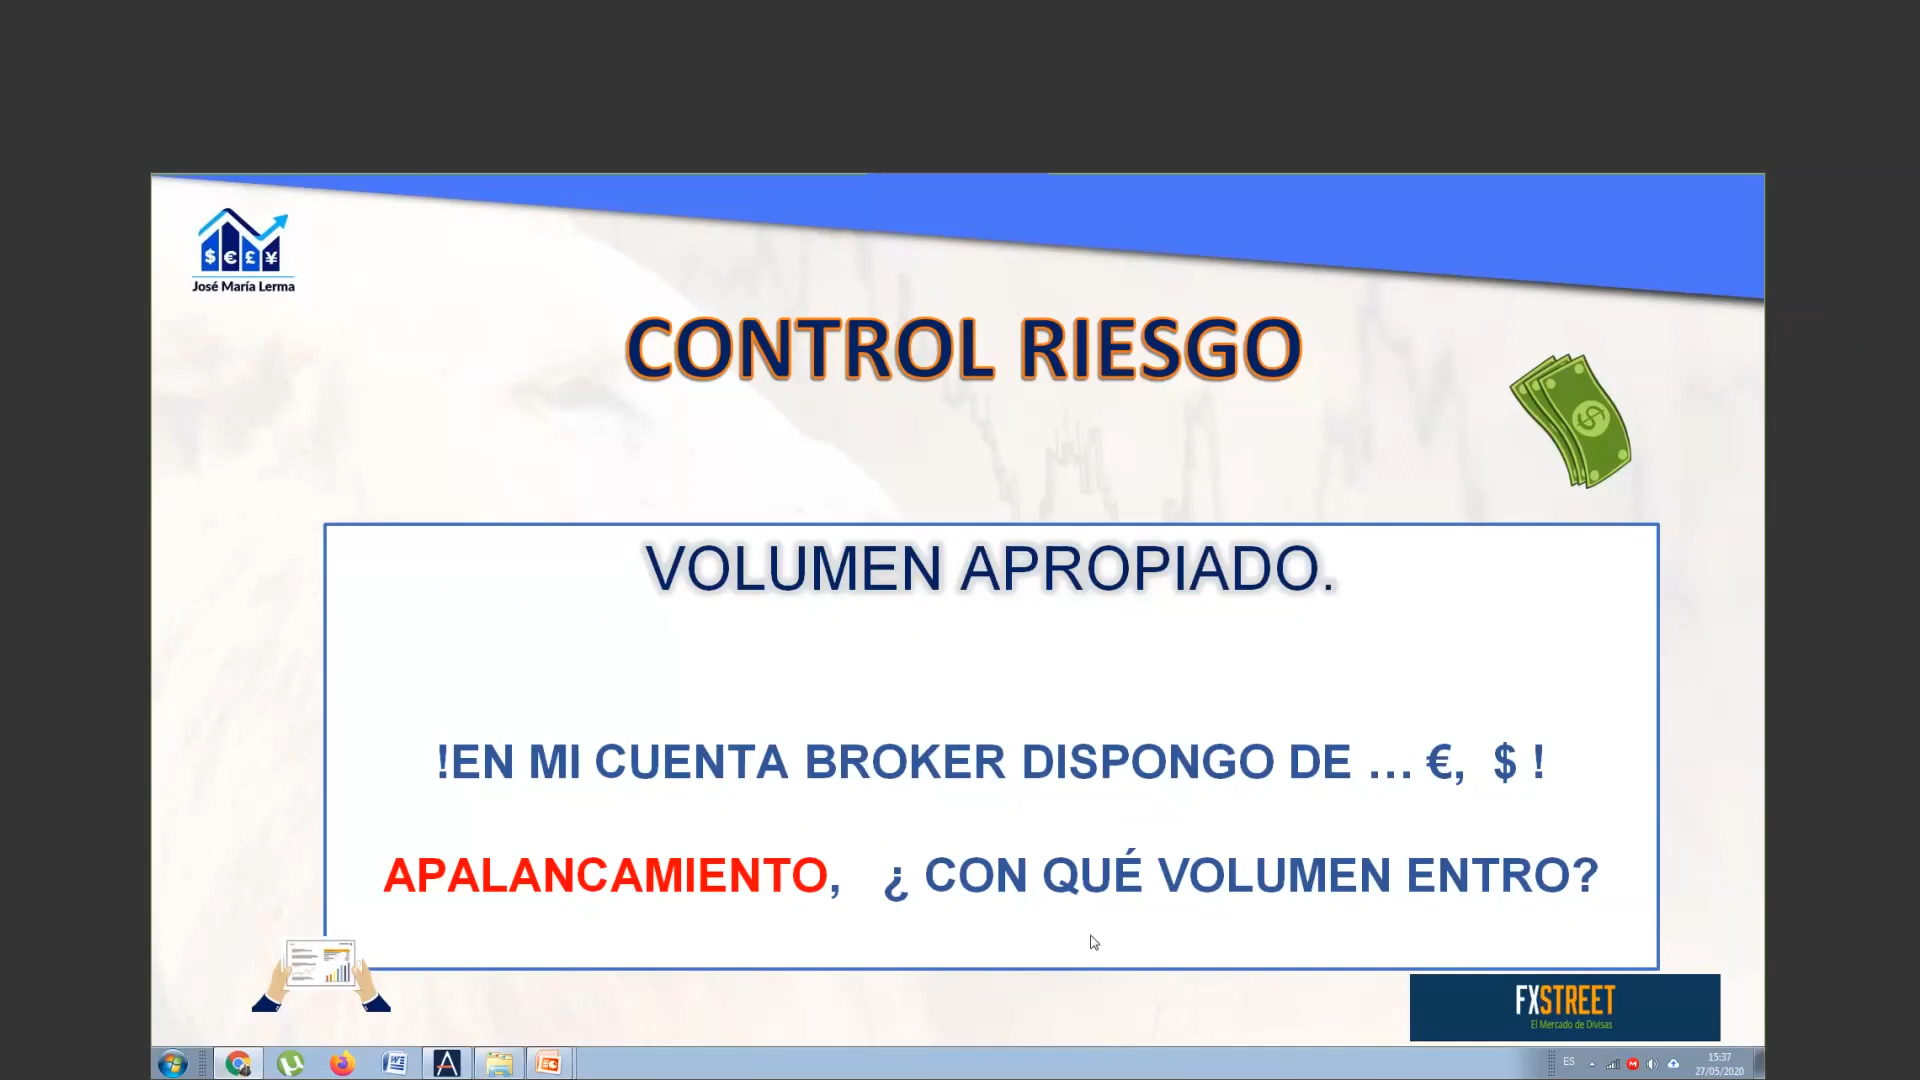 $ € £ ¥
José María Lerma
CONTROL RIESGO
VOLUMEN APROPIADO.
!EN MI CUENTA BROKER DISPONGO DE ... €, $ !
APALANCAMIENTO, ¿ CON QUÉ VOLUMEN ENTRO?
FXSTREET
El Mercado de Divisas
ES
15:37
27/05/2020